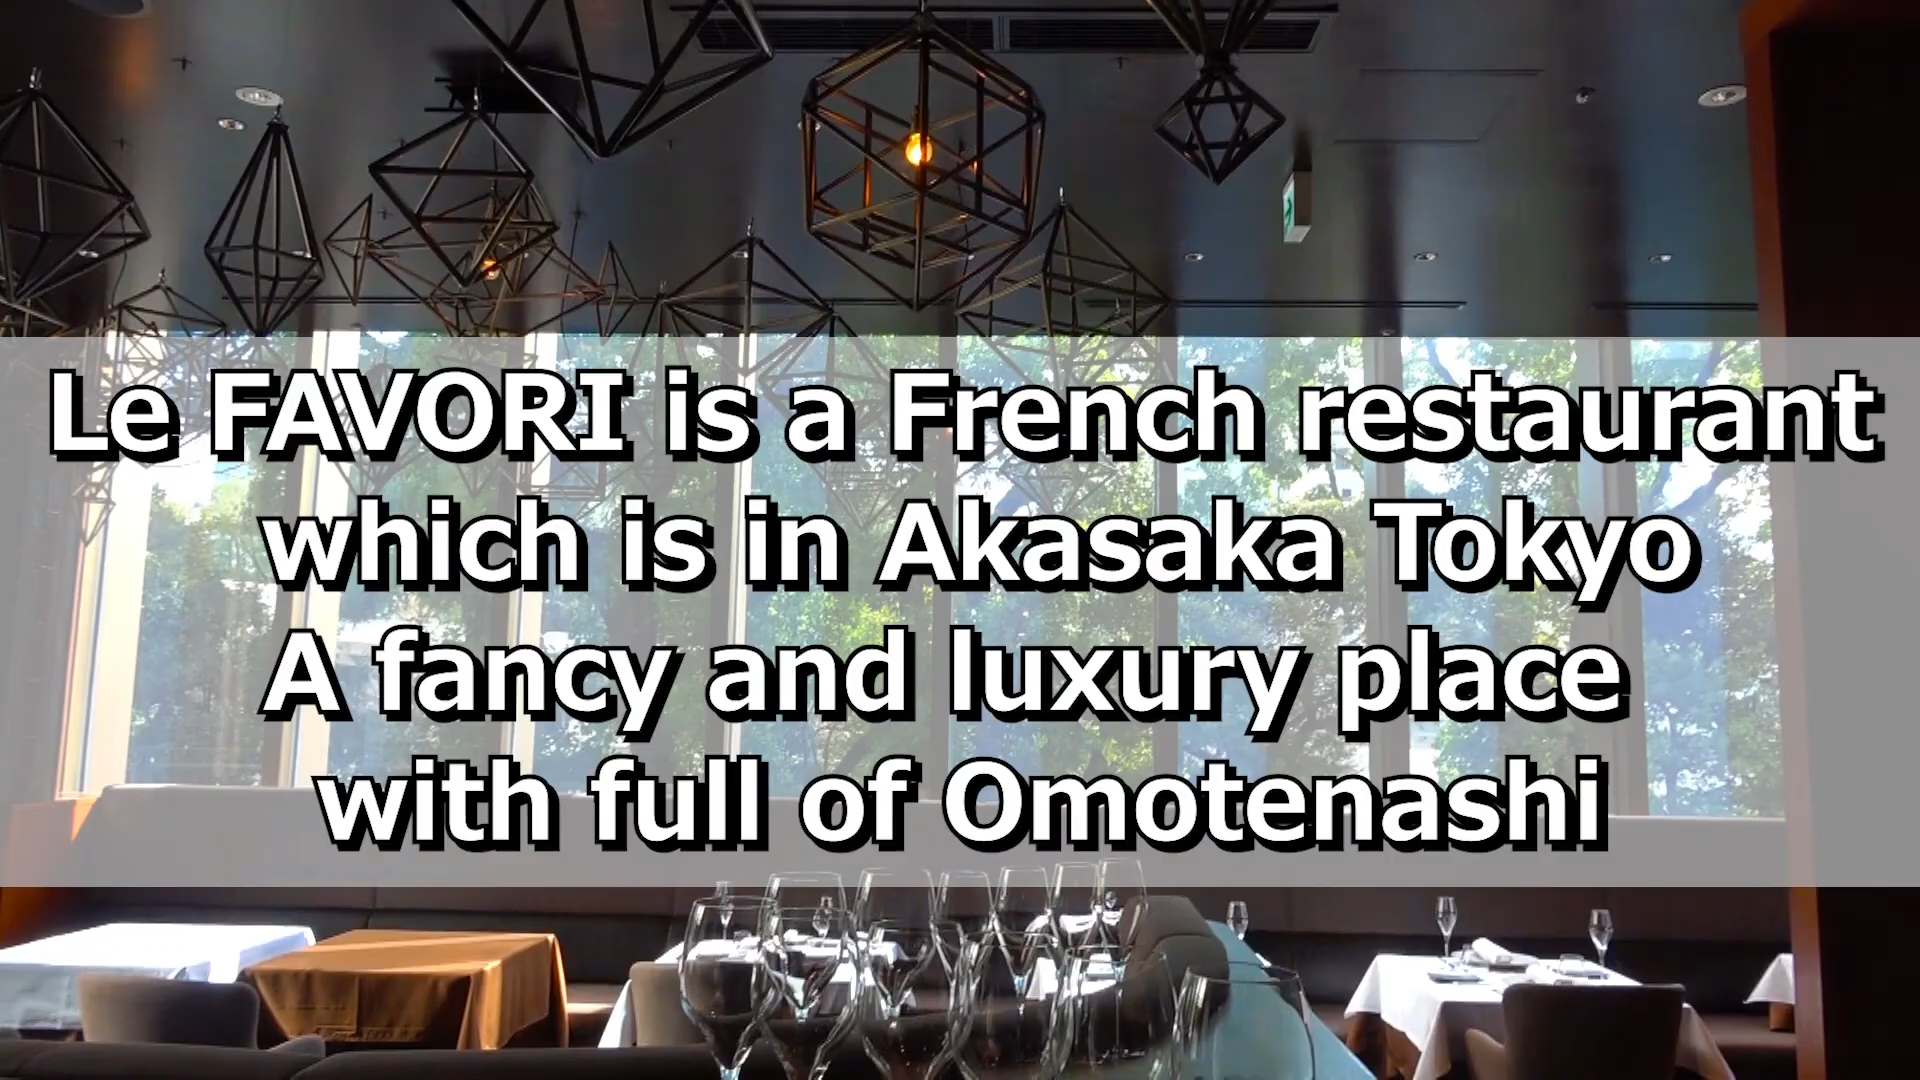 Le FAVORI is a French restaurant
which is in Akasaka Tokyo
A fancy and luxury place
with full of Omotenashi